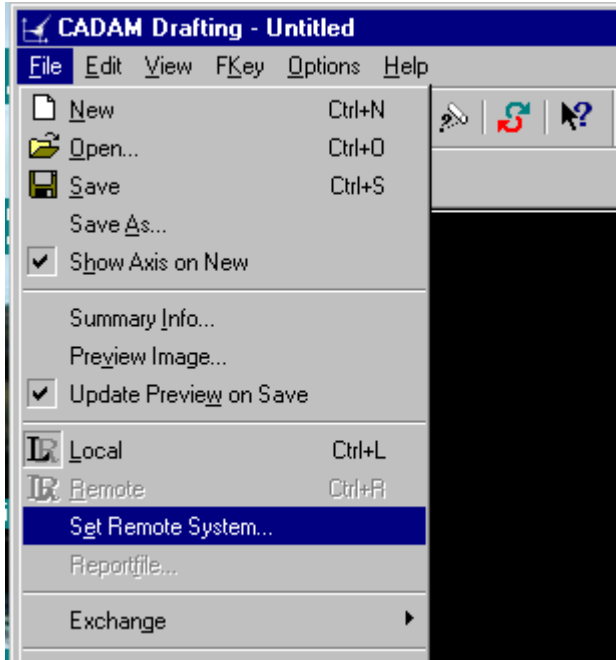 CADAM Drafting - Untitled
File Edit View FKey Options Help
New Ctrl+N
Open... Ctrl+O
Save Ctrl+S
Save As...
Show Axis on New
Summary Info...
Preview Image...
Update Preview on Save
Local Ctrl+L
Remote Ctrl+R
Set Remote System...
Reportfile...
Exchange